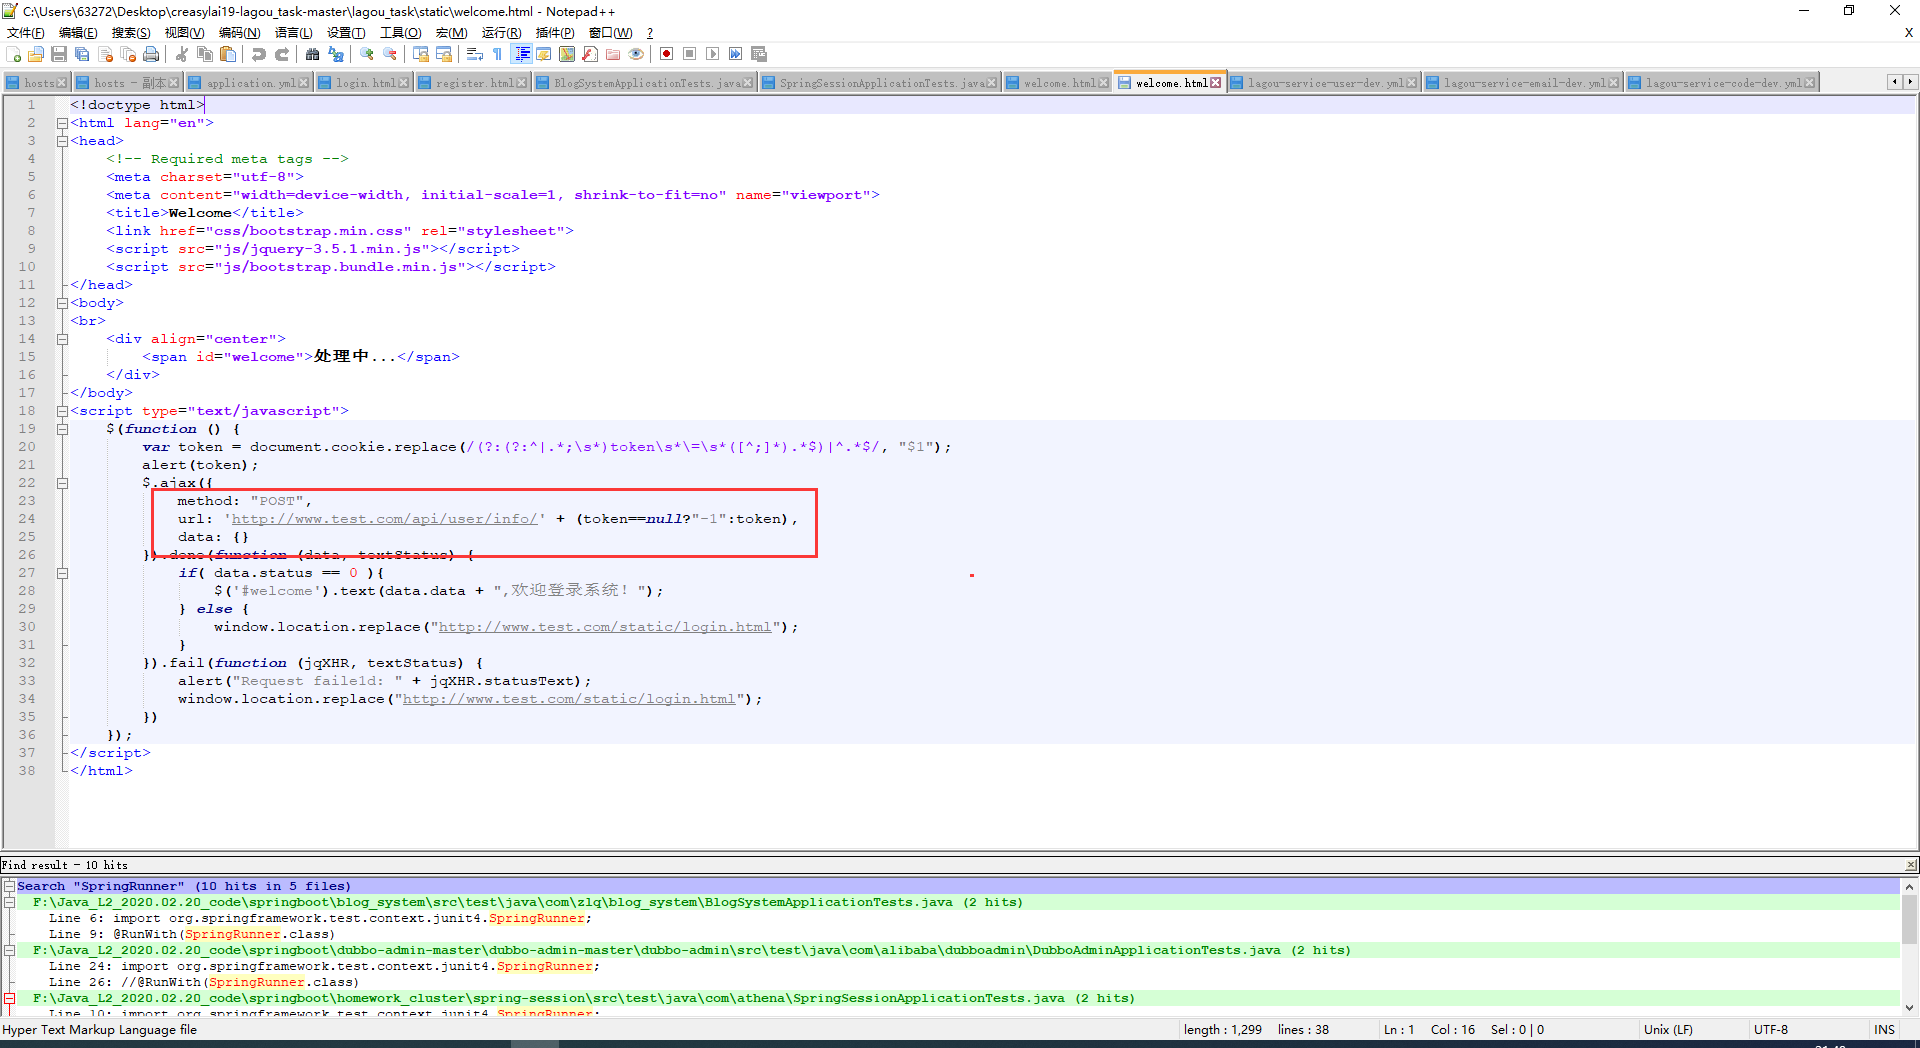 C:\Users\63272\Desktop\creasylai19-lagou_task-master\lagou_task\static\welcome.html - Notepad++
文件(F) 编辑(E) 搜索(S) 视图(V) 编码(N) 语言(L) 设置(T) 工具(O) 宏(M) 运行(R) 插件(P) 窗口(W) ? X
hosts hosts - 副本 application.yml login.html register.html BlogSystemApplicationTests.java SpringSessionApplicationTests.java welcome.html welcome.html lagou-service-user-dev.yml lagou-service-email-dev.yml lagou-service-code-dev.yml
1 <!doctype html>
2 <html lang="en">
3 <head>
4 <!-- Required meta tags -->
5 <meta charset="utf-8">
6 <meta content="width=device-width, initial-scale=1, shrink-to-fit=no" name="viewport">
7 <title>Welcome</title>
8 <link href="css/bootstrap.min.css" rel="stylesheet">
9 <script src="js/jquery-3.5.1.min.js"></script>
10 <script src="js/bootstrap.bundle.min.js"></script>
11 </head>
12 <body>
13 <br>
14 <div align="center">
15 <span id="welcome">处理中...</span>
16 </div>
17 </body>
18 <script type="text/javascript">
19 $(function () {
20 var token = document.cookie.replace(/(?:(?:^|.*;\s*)token\s*\=\s*([^;]*).*$)|^.*$/, "$1");
21 alert(token);
22 $.ajax({
23 method: "POST",
24 url: 'http://www.test.com/api/user/info/' + (token==null?"-1":token),
25 data: {}
26 }).done(function (data, textStatus) {
27 if( data.status == 0 ){
28 $('#welcome').text(data.data + ",欢迎登录系统！");
29 } else {
30 window.location.replace("http://www.test.com/static/login.html");
31 }
32 }).fail(function (jqXHR, textStatus) {
33 alert("Request faile1d: " + jqXHR.statusText);
34 window.location.replace("http://www.test.com/static/login.html");
35 })
36 });
37 </script>
38 </html>
Find result - 10 hits
Search "SpringRunner" (10 hits in 5 files)
F:\Java_L2_2020.02.20_code\springboot\blog_system\src\test\java\com\zlq\blog_system\BlogSystemApplicationTests.java (2 hits)
Line 6: import org.springframework.test.context.junit4.SpringRunner;
Line 9: @RunWith(SpringRunner.class)
F:\Java_L2_2020.02.20_code\springboot\dubbo-admin-master\dubbo-admin-master\dubbo-admin\src\test\java\com\alibaba\dubboadmin\DubboAdminApplicationTests.java (2 hits)
Line 24: import org.springframework.test.context.junit4.SpringRunner;
Line 26: //@RunWith(SpringRunner.class)
F:\Java_L2_2020.02.20_code\springboot\homework_cluster\spring-session\src\test\java\com\athena\SpringSessionApplicationTests.java (2 hits)
Line 10: import org.springframework.test.context.junit4.SpringRunner;
Hyper Text Markup Language file length : 1,299 lines : 38 Ln : 1 Col : 16 Sel : 0 | 0 Unix (LF) UTF-8 INS